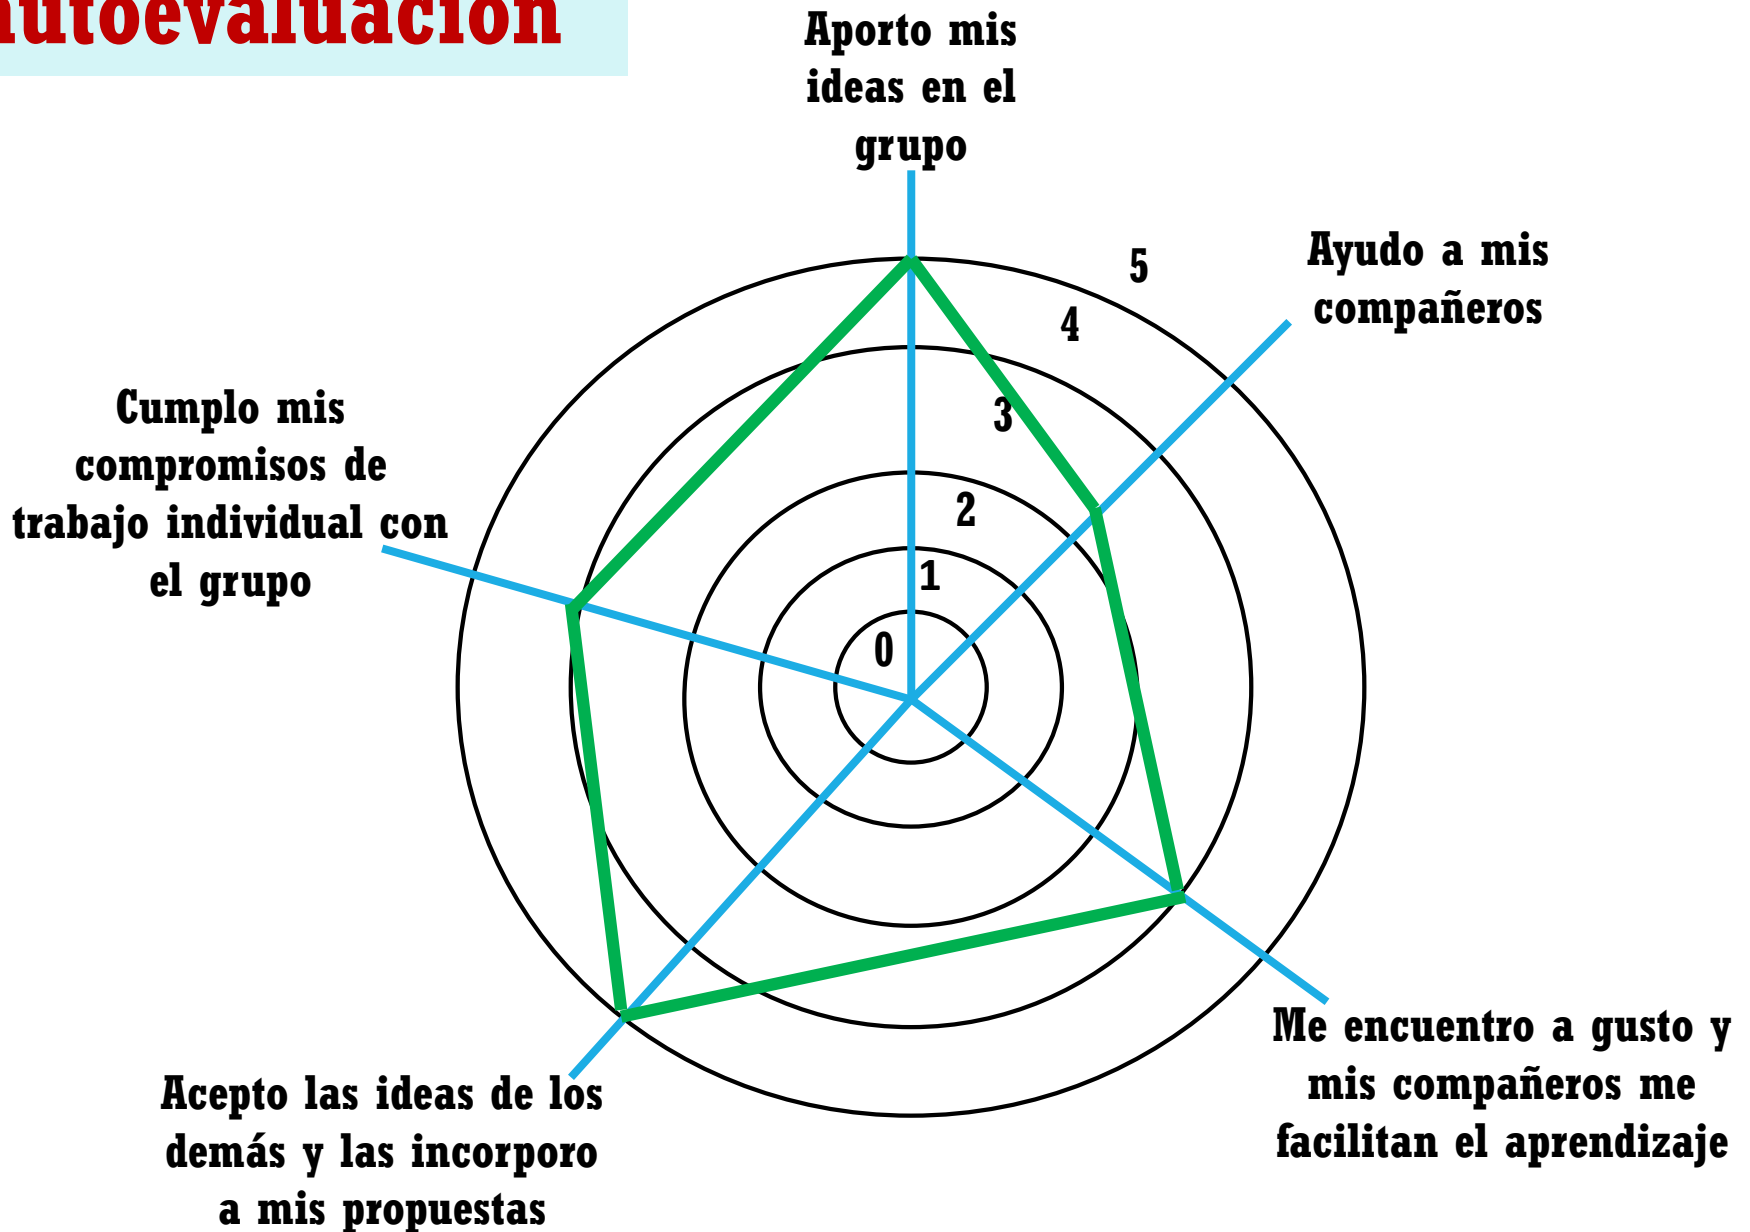 autoevaluación
Aporto mis
ideas en el
grupo
Ayudo a mis
compañeros
5
4
3
2
1
0
Cumplo mis
compromisos de
trabajo individual con
el grupo
Me encuentro a gusto y
mis compañeros me
facilitan el aprendizaje
Acepto las ideas de los
demás y las incorporo
a mis propuestas